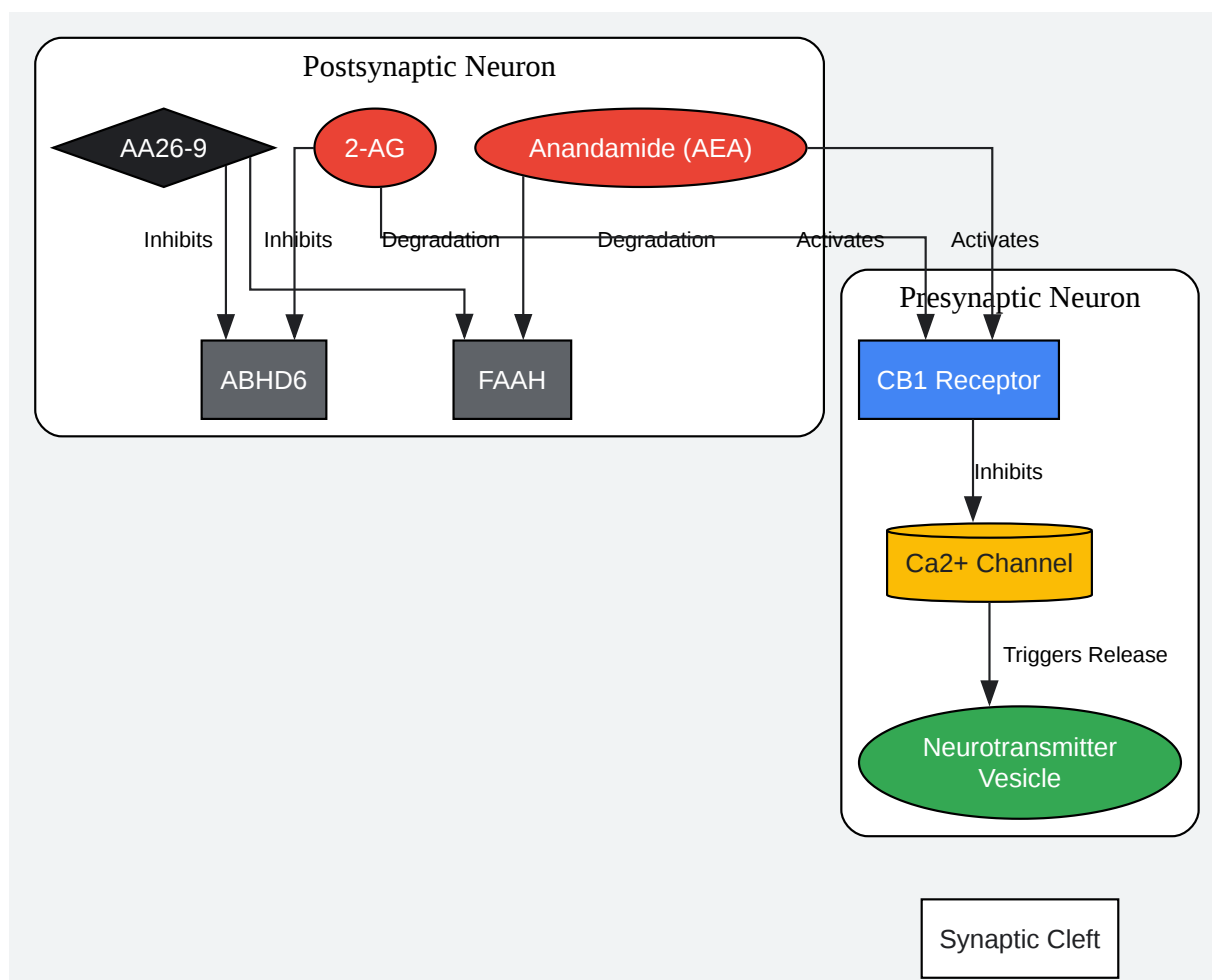 Postsynaptic Neuron
AA26-9
2-AG
Anandamide (AEA)
Inhibits
Inhibits
Degradation
Degradation
Activates
Activates
ABHD6
FAAH
Presynaptic Neuron
CB1 Receptor
Inhibits
Ca2+ Channel
Triggers Release
Neurotransmitter
Vesicle
Synaptic Cleft